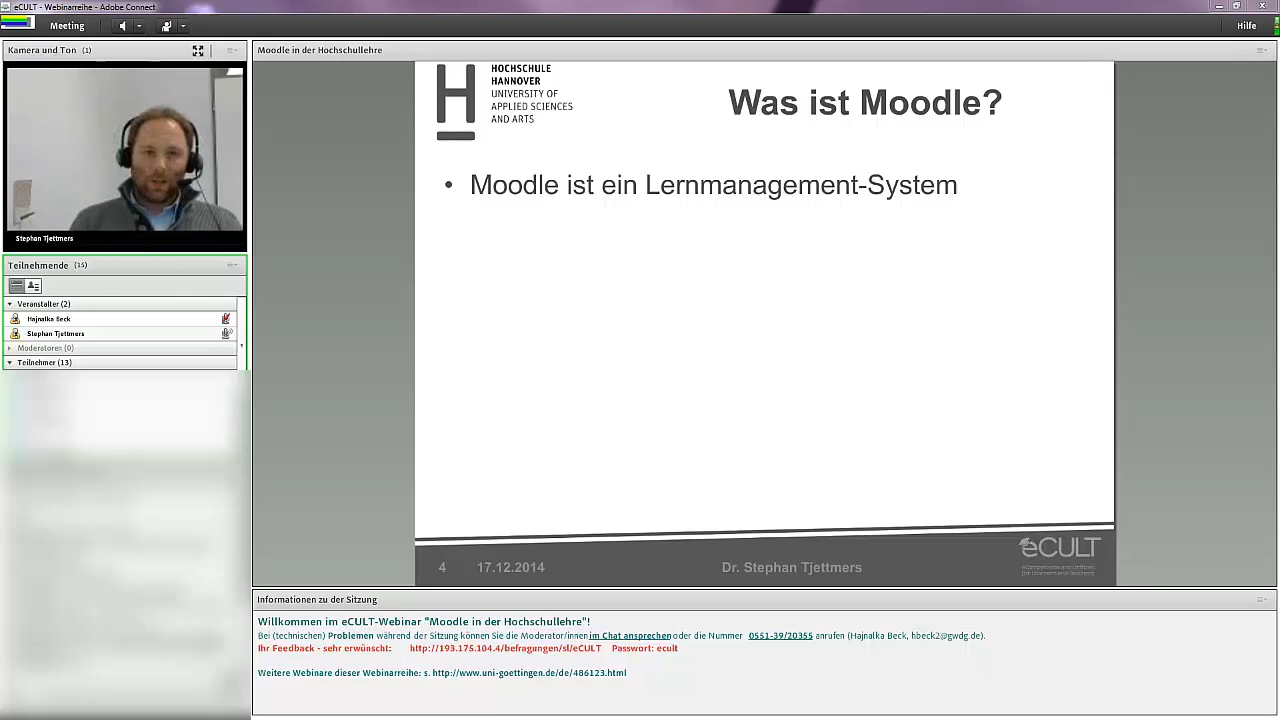 eCULT - Webinarreihe - Adobe Connect
Meeting
Hilfe
Kamera und Ton (1)
Stephan Tjettmers
Teilnehmende (15)
Veranstalter (2)
Hajnalka Beck
Stephan Tjettmers
Moderatoren (0)
Teilnehmer (13)
Moodle in der Hochschullehre
HOCHSCHULE
HANNOVER
UNIVERSITY OF
APPLIED SCIENCES
AND ARTS
Was ist Moodle?
• Moodle ist ein Lernmanagement-System
4 17.12.2014 Dr. Stephan Tjettmers
eCULT
Informationen zu der Sitzung
Willkommen im eCULT-Webinar "Moodle in der Hochschullehre"!
Bei (technischen) Problemen während der Sitzung können Sie die Moderator/innen im Chat ansprechen oder die Nummer 0551-39/20355 anrufen (Hajnalka Beck, hbeck2@gwdg.de).
Ihr Feedback - sehr erwünscht: http://193.175.104.4/befragungen/sl/eCULT Passwort: ecult
Weitere Webinare dieser Webinarreihe: s. http://www.uni-goettingen.de/de/486123.html